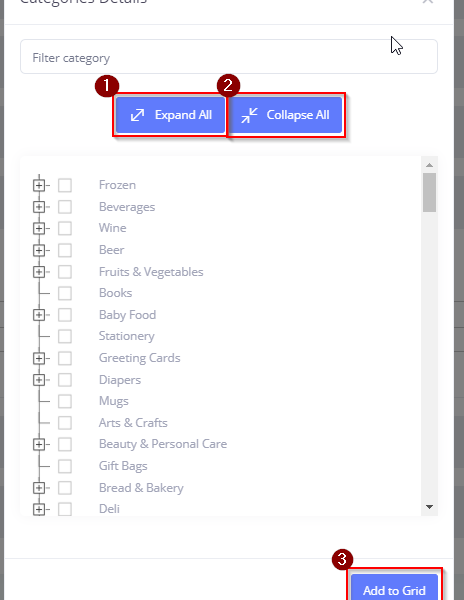 Categories Details
Filter category
1 2
Expand All Collapse All
Frozen
Beverages
Wine
Beer
Fruits & Vegetables
Books
Baby Food
Stationery
Greeting Cards
Diapers
Mugs
Arts & Crafts
Beauty & Personal Care
Gift Bags
Bread & Bakery
Deli
3
Add to Grid